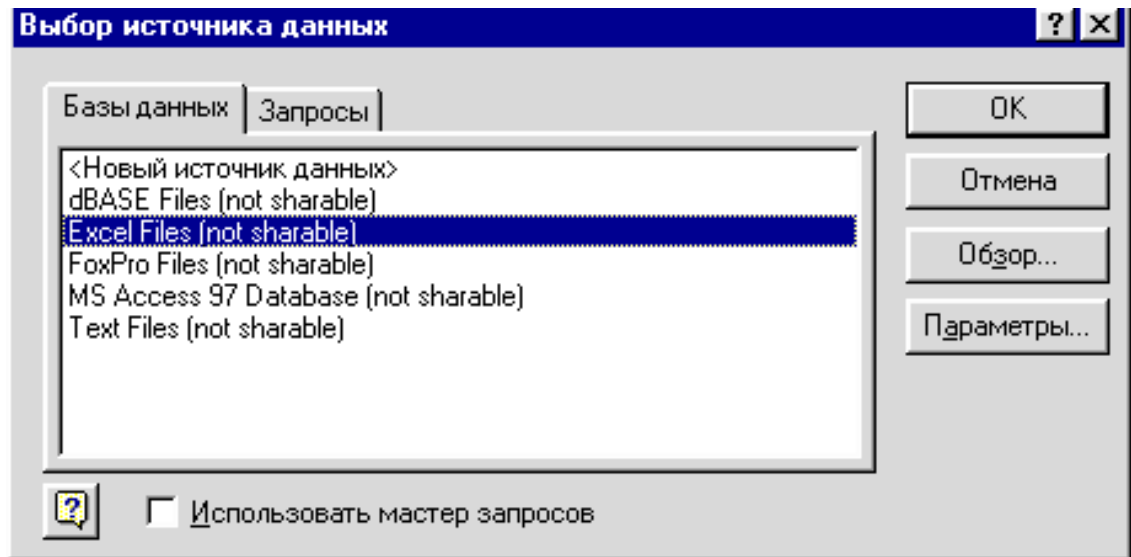 Выбор источника данных
Базы данных
Запросы
<Новый источник данных>
dBASE Files (not sharable)
Excel Files (not sharable)
FoxPro Files (not sharable)
MS Access 97 Database (not sharable)
Text Files (not sharable)
OK
Отмена
Обзор...
Параметры...
Использовать мастер запросов